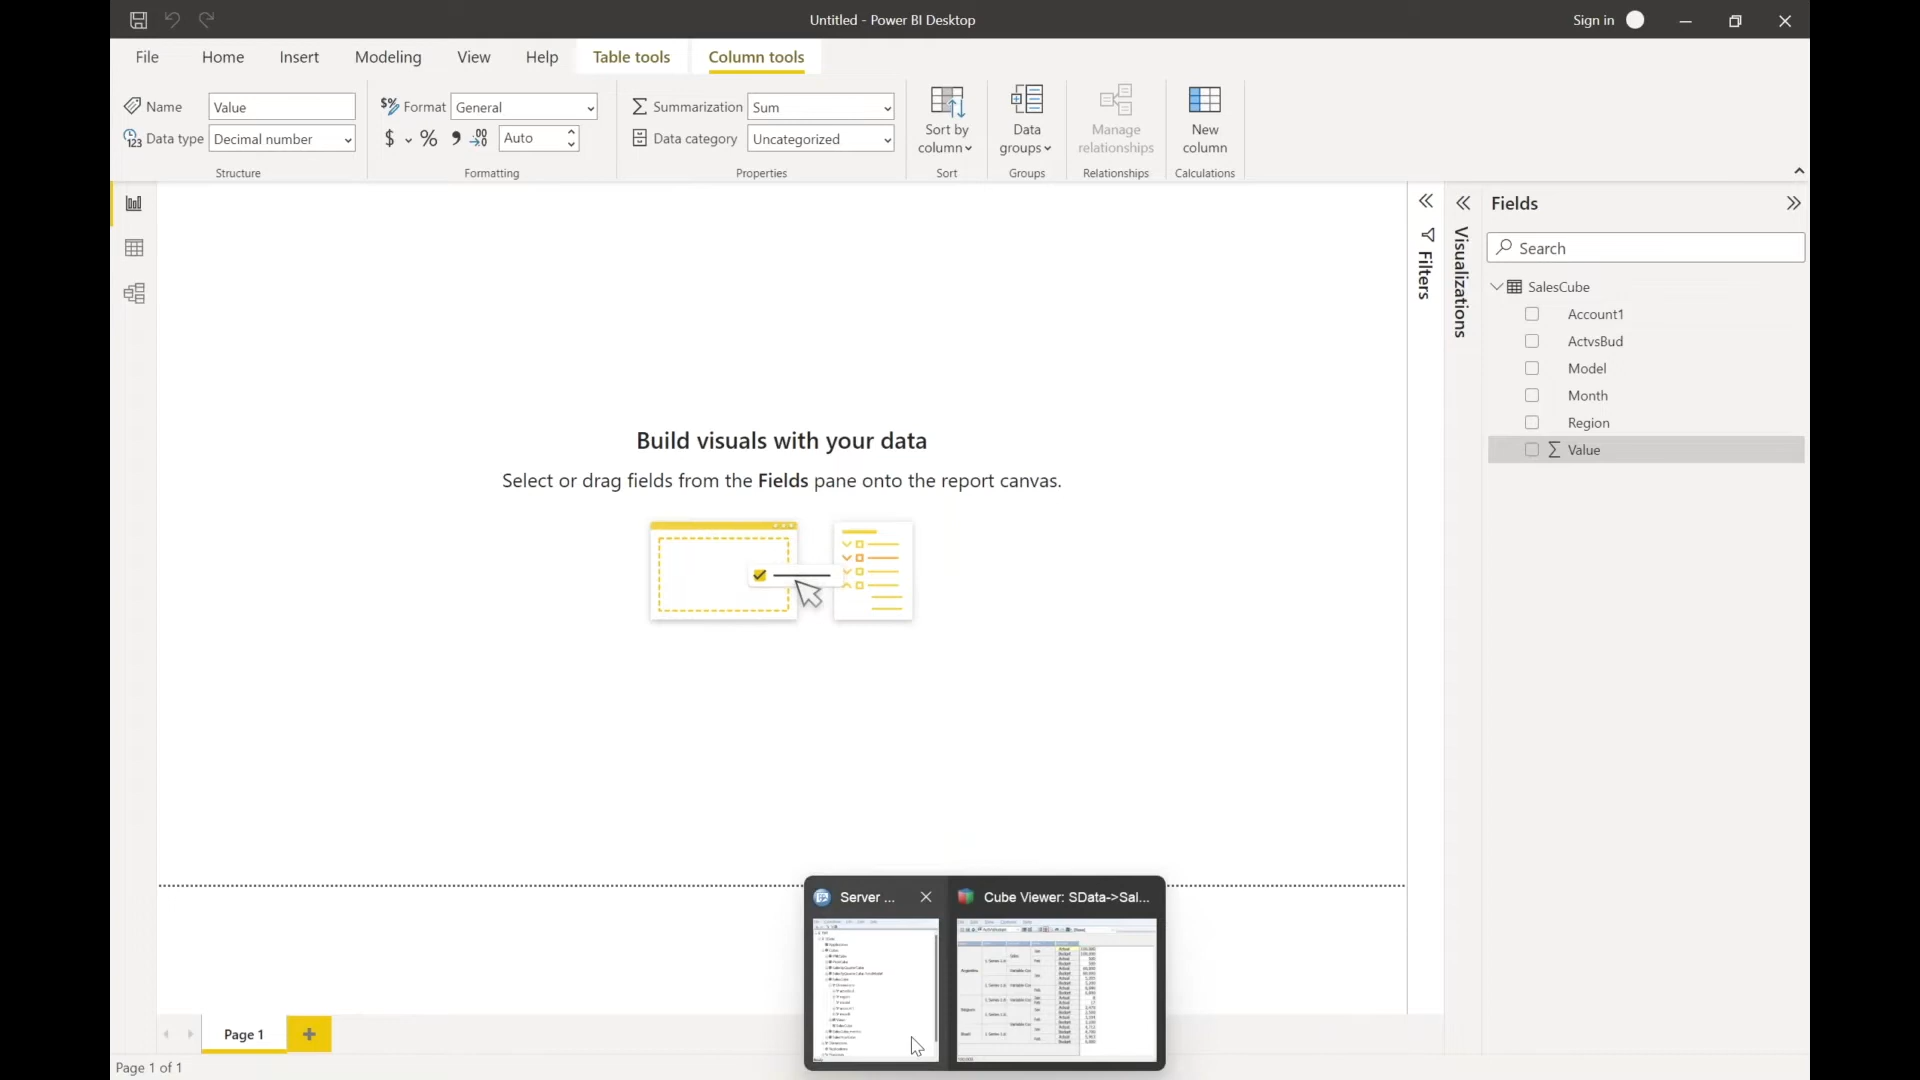 Untitled - Power BI Desktop
Sign in
File
Home
Insert
Modeling
View
Help
Table tools
Column tools
Name
Value
Format
General
Summarization
Sum
Data type
Decimal number
$
%
Auto
Data category
Uncategorized
Sort by
column
Data
groups
Manage
relationships
New
column
Structure
Formatting
Properties
Sort
Groups
Relationships
Calculations
Filters
Visualizations
Fields
Search
SalesCube
Account1
ActvsBud
Model
Month
Region
Value
Build visuals with your data
Select or drag fields from the Fields pane onto the report canvas.
Server ...
Cube Viewer: SData->Sal...
Page 1
Page 1 of 1